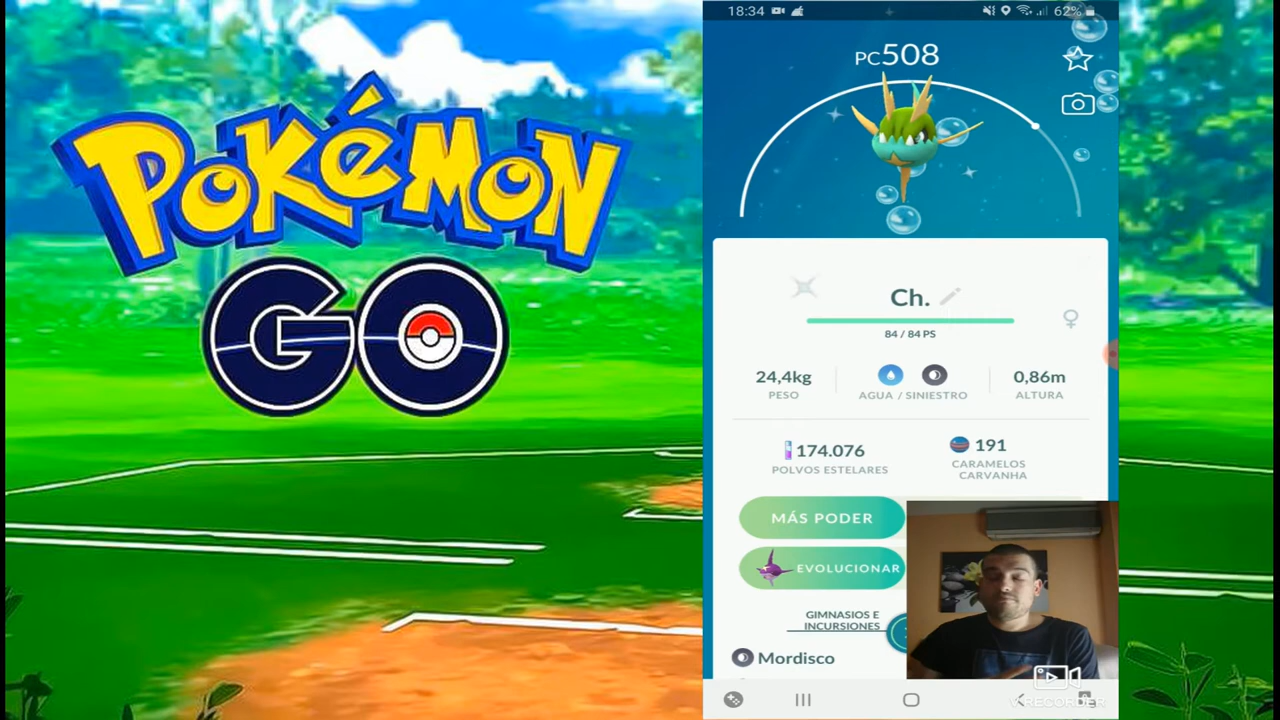 POKÉMON
GO
18:34
62%
PC508
Ch.
84 / 84 PS
24,4kg
PESO
AGUA / SINIESTRO
0,86m
ALTURA
174.076
POLVOS ESTELARES
191
CARAMELOS
CARVANHA
MÁS PODER
EVOLUCIONAR
GIMNASIOS E
INCURSIONES
Mordisco
V RECORDER